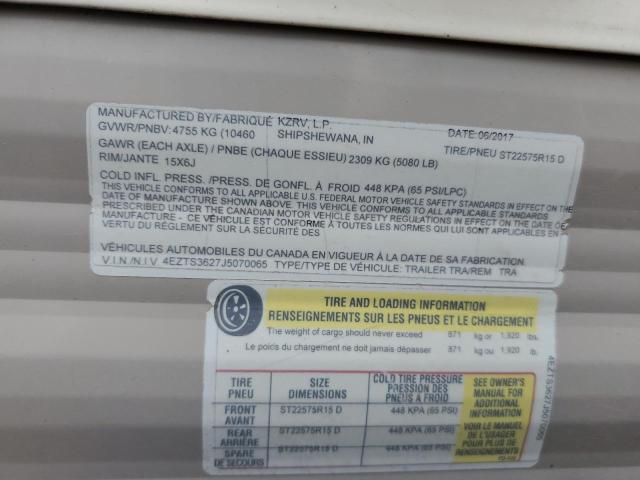 MANUFACTURED BY/FABRIQUÉ KZRV, L.P. DATE: 06/2017
GVWR/PNBV: 4755 KG (10460 SHIPSHEWANA, IN TIRE/PNEU ST22575R15 D
GAWR (EACH AXLE) / PNBE (CHAQUE ESSIEU) 2309 KG (5080 LB)
RIM/JANTE 15X6J
COLD INFL. PRESS. /PRESS. DE GONFL. À FROID 448 KPA (65 PSI/LPC)
THIS VEHICLE CONFORMS TO ALL APPLICABLE U.S. FEDERAL MOTOR VEHICLE SAFETY STANDARDS IN EFFECT ON THE
DATE OF MANUFACTURE SHOWN ABOVE. THIS VEHICLE CONFORMS TO ALL APPLICABLE STANDARDS
PRESCRIBED UNDER THE CANADIAN MOTOR VEHICLE SAFETY REGULATIONS IN EFFECT ON THE DATE OF
MANUFACTURE - CE VÉHICULE EST CONFORME À TOUTES LES NORMES QUI LUI SONT APPLICABLES EN
VERTU DU RÈGLEMENT SUR LA SÉCURITÉ DES
VÉHICULES AUTOMOBILES DU CANADA EN VIGUEUR À LA DATE DE SA FABRICATION
V.I.N./N.I.V. 4EZTS3627J5070065 TYPE/TYPE DE VÉHICULE: TRAILER TRA/REM TRA
TIRE AND LOADING INFORMATION
RENSEIGNEMENTS SUR LES PNEUS ET LE CHARGEMENT
The weight of cargo should never exceed 871 kg or 1,920 lbs.
Le poids du chargement ne doit jamais dépasser 871 kg ou 1,920 lb.
TIRE PNEU
SIZE DIMENSIONS
COLD TIRE PRESSURE
PRESSION DES PNEUS A FROID
SEE OWNER'S
MANUAL FOR
ADDITIONAL
INFORMATION
VOIR LE MANUEL
DE L'USAGER
POUR PLUS DE
RENSEIGNEMENTS
FRONT AVANT ST22575R15 D 448 KPA (65 PSI)
REAR ARRIÈRE ST22575R15 D 448 KPA (65 PSI)
SPARE DE SECOURS ST22575R15 D 448 KPA (65 PSI)
4EZTS3627J5070065